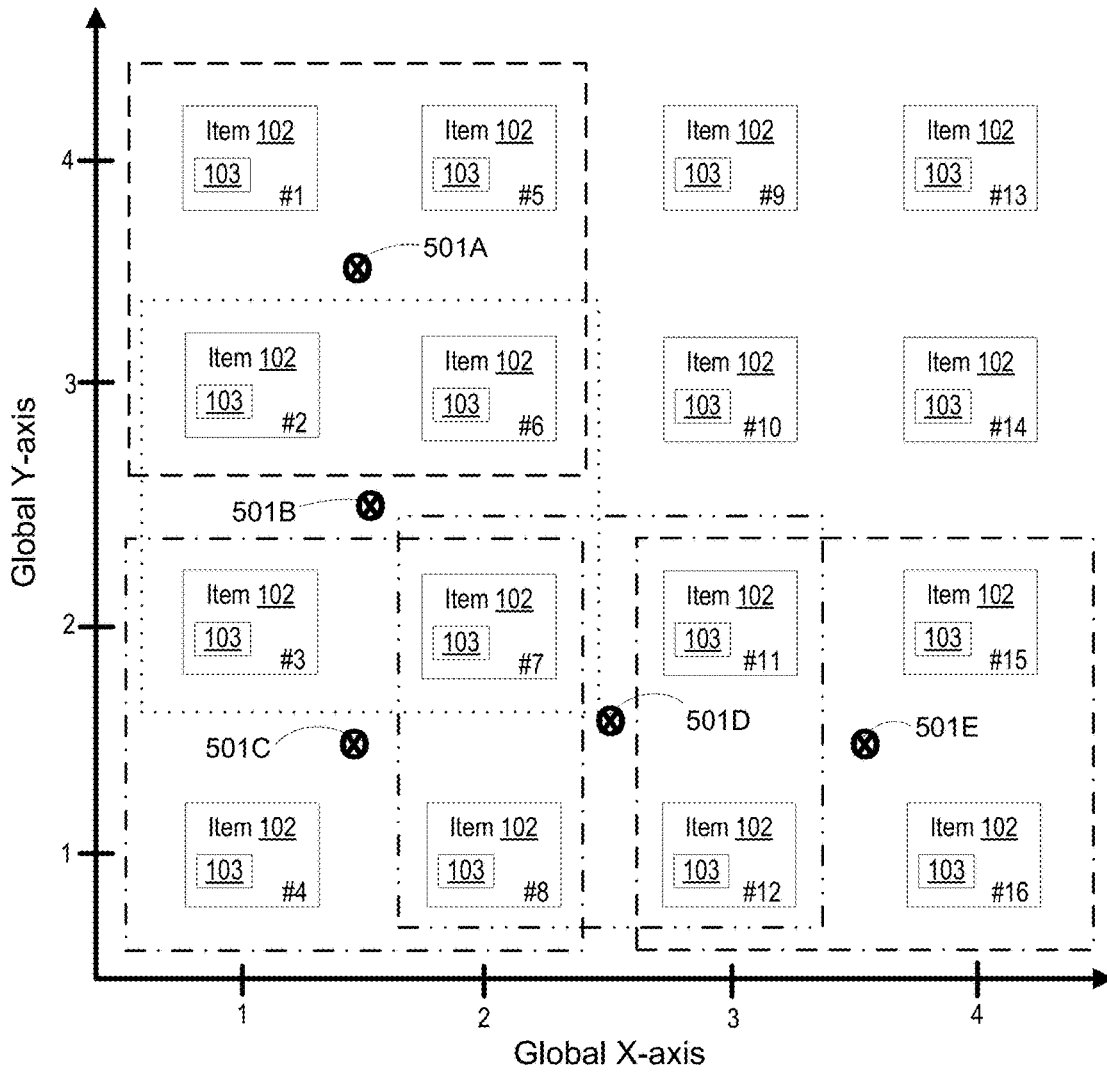 Global Y-axis
4
3
2
1
Item 102
103
#1
Item 102
103
#5
Item 102
103
#9
Item 102
103
#13
501A
Item 102
103
#2
Item 102
103
#6
Item 102
103
#10
Item 102
103
#14
501B
Item 102
103
#3
Item 102
103
#7
Item 102
103
#11
Item 102
103
#15
501C
501D
501E
Item 102
103
#4
Item 102
103
#8
Item 102
103
#12
Item 102
103
#16
1
2
3
4
Global X-axis